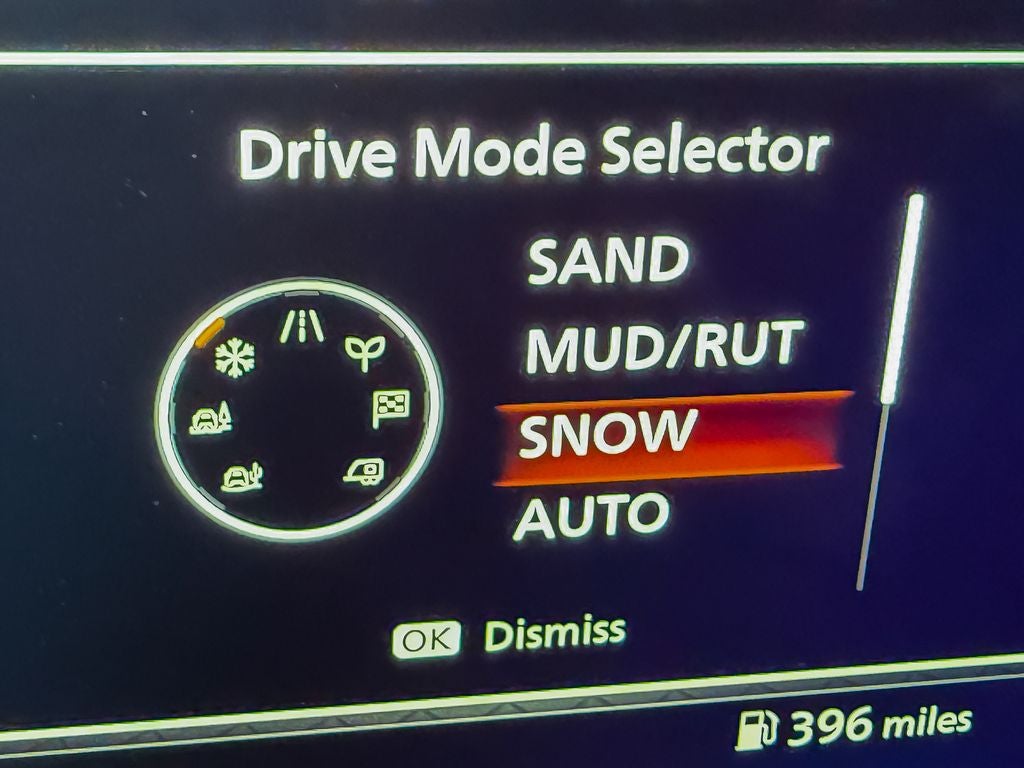 Drive Mode Selector
SAND
MUD/RUT
SNOW
AUTO
OK Dismiss
396 miles